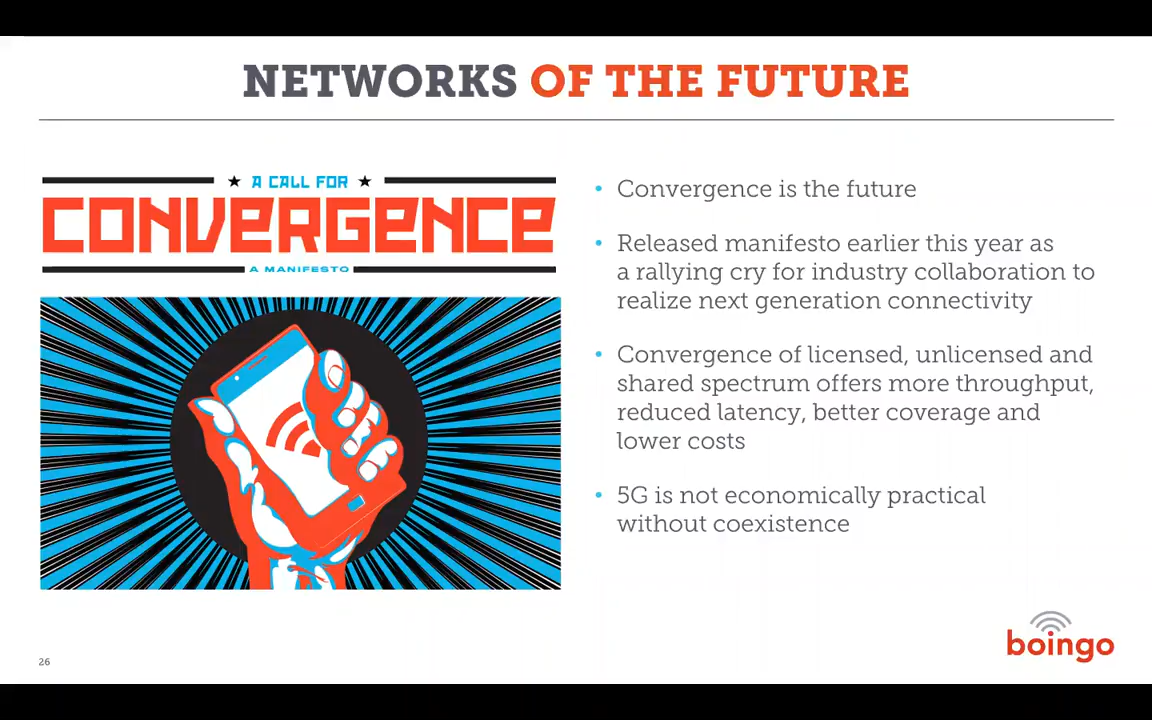 NETWORKS OF THE FUTURE
A CALL FOR
CONVERGENCE
A MANIFESTO
• Convergence is the future
• Released manifesto earlier this year as
a rallying cry for industry collaboration to
realize next generation connectivity
• Convergence of licensed, unlicensed and
shared spectrum offers more throughput,
reduced latency, better coverage and
lower costs
• 5G is not economically practical
without coexistence
26
boingo